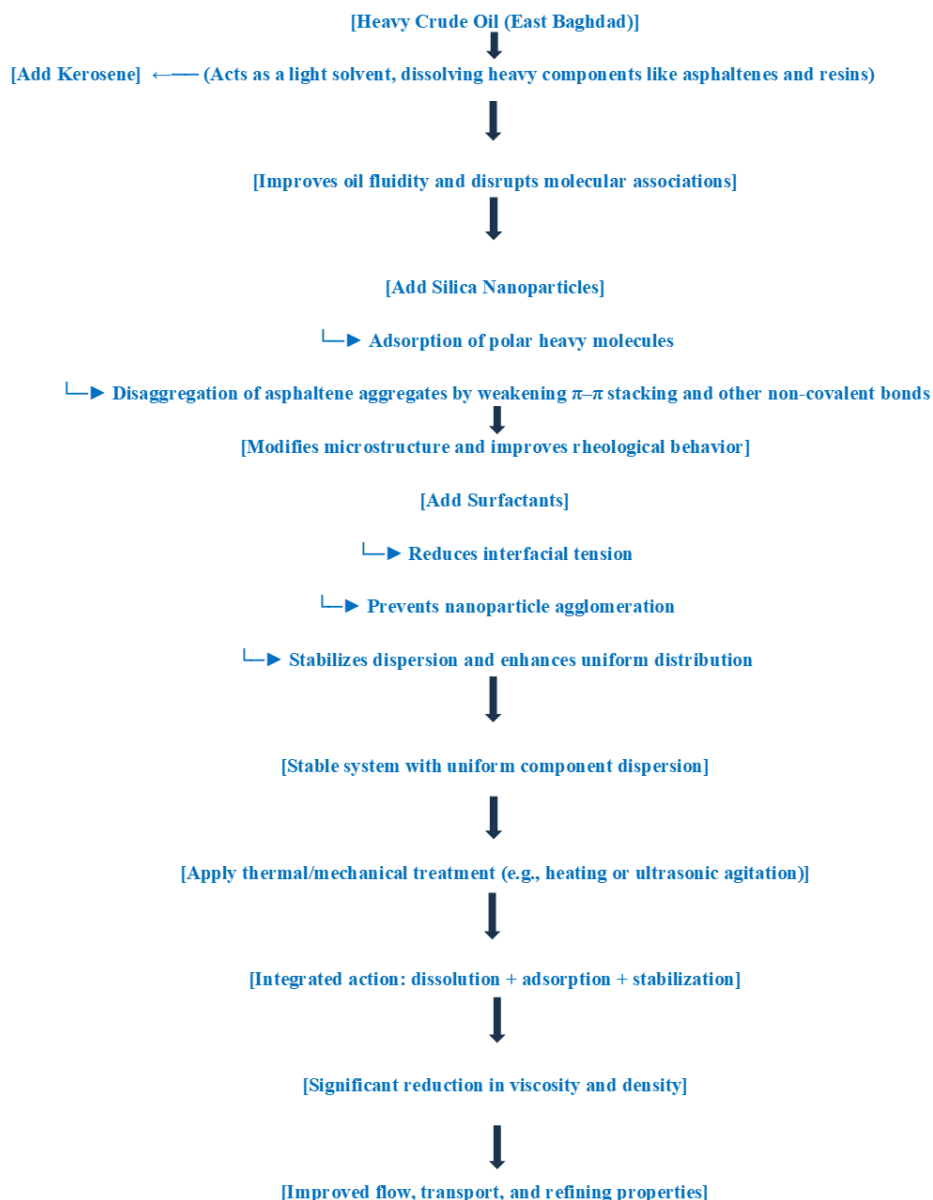 [Heavy Crude Oil (East Baghdad)]
[Add Kerosene] ←── (Acts as a light solvent, dissolving heavy components like asphaltenes and resins)
[Improves oil fluidity and disrupts molecular associations]
[Add Silica Nanoparticles]
└─► Adsorption of polar heavy molecules
└─► Disaggregation of asphaltene aggregates by weakening π–π stacking and other non-covalent bonds
[Modifies microstructure and improves rheological behavior]
[Add Surfactants]
└─► Reduces interfacial tension
└─► Prevents nanoparticle agglomeration
└─► Stabilizes dispersion and enhances uniform distribution
[Stable system with uniform component dispersion]
[Apply thermal/mechanical treatment (e.g., heating or ultrasonic agitation)]
[Integrated action: dissolution + adsorption + stabilization]
[Significant reduction in viscosity and density]
[Improved flow, transport, and refining properties]